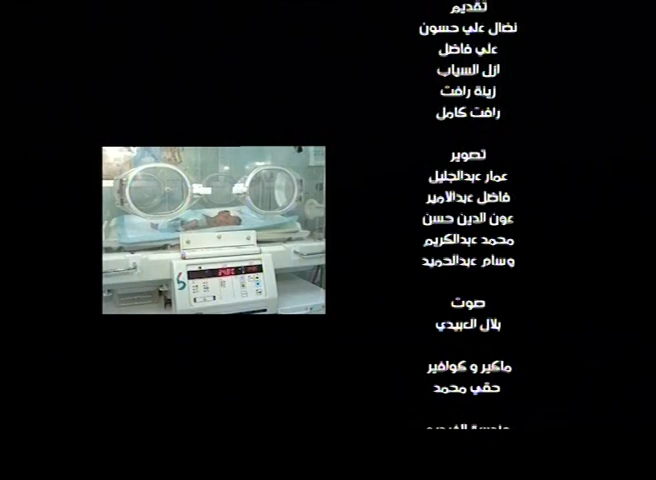 تقديم
نضال علي حسون
علي فاضل
ازل السياب
زينة رافت
رافت كامل
تصوير
عمار عبدالجليل
فاضل عبدالامير
عون الدين حسن
محمد عبدالكريم
وسام عبدالحميد
صوت
بلال العبيدي
ماكير و كوافير
حقي محمد
5